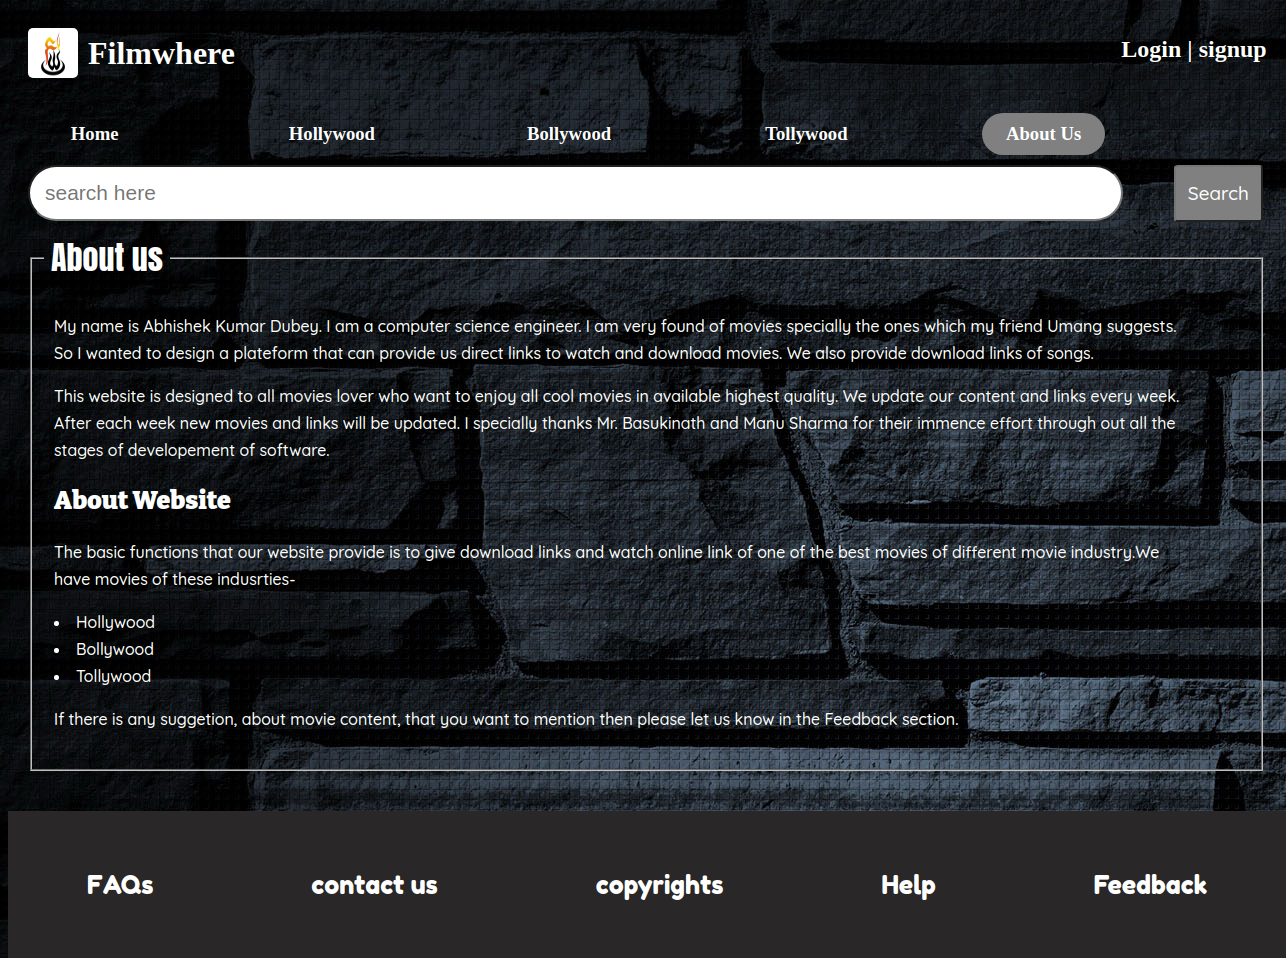 Filmwhere
Login | signup
Home
Hollywood
Bollywood
Tollywood
About Us
search here
Search
About us
My name is Abhishek Kumar Dubey. I am a computer science engineer. I am very found of movies specially the ones which my friend Umang suggests.
So I wanted to design a plateform that can provide us direct links to watch and download movies. We also provide download links of songs.
This website is designed to all movies lover who want to enjoy all cool movies in available highest quality. We update our content and links every week.
After each week new movies and links will be updated. I specially thanks Mr. Basukinath and Manu Sharma for their immence effort through out all the
stages of developement of software.
About Website
The basic functions that our website provide is to give download links and watch online link of one of the best movies of different movie industry.We
have movies of these indusrties-
• Hollywood
• Bollywood
• Tollywood
If there is any suggetion, about movie content, that you want to mention then please let us know in the Feedback section.
FAQs
contact us
copyrights
Help
Feedback